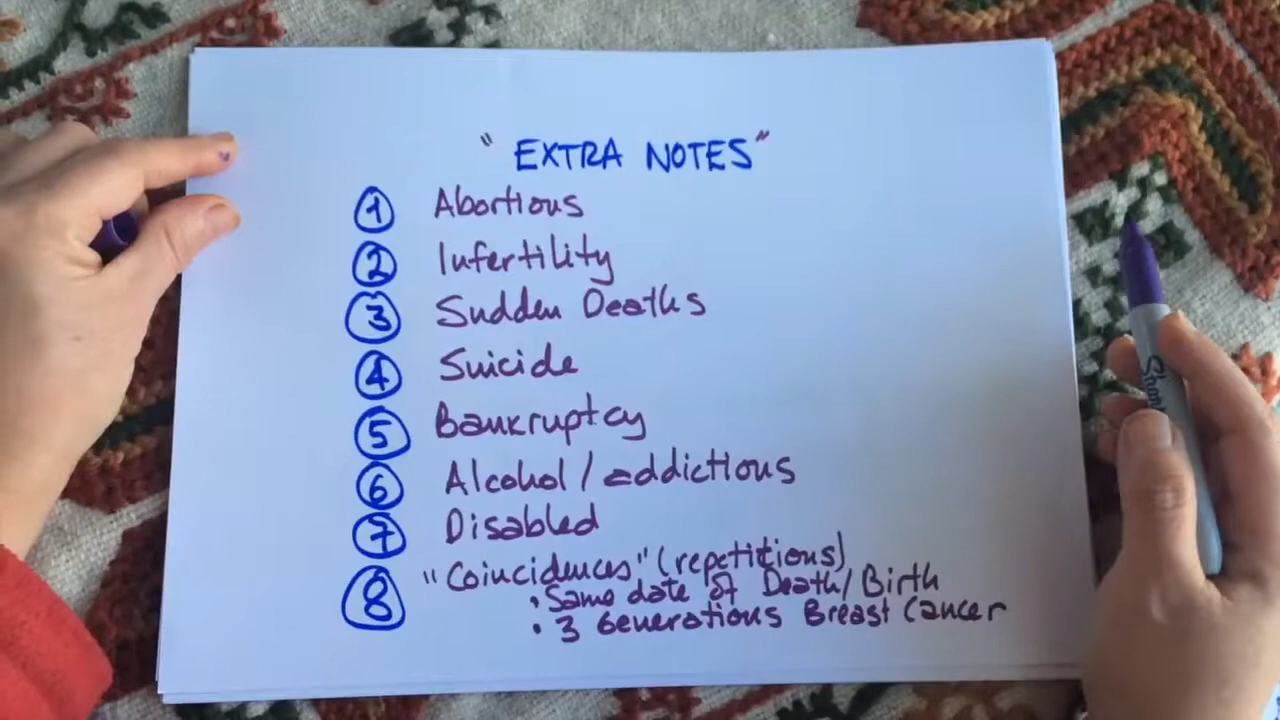 "EXTRA NOTES"
1 Abortions
2 Infertility
3 Sudden Deaths
4 Suicide
5 Bankruptcy
6 Alcohol / addictions
7 Disabled
8 "Coincidences" (repetitions)
• Same date of Death/Birth
• 3 Generations Breast Cancer